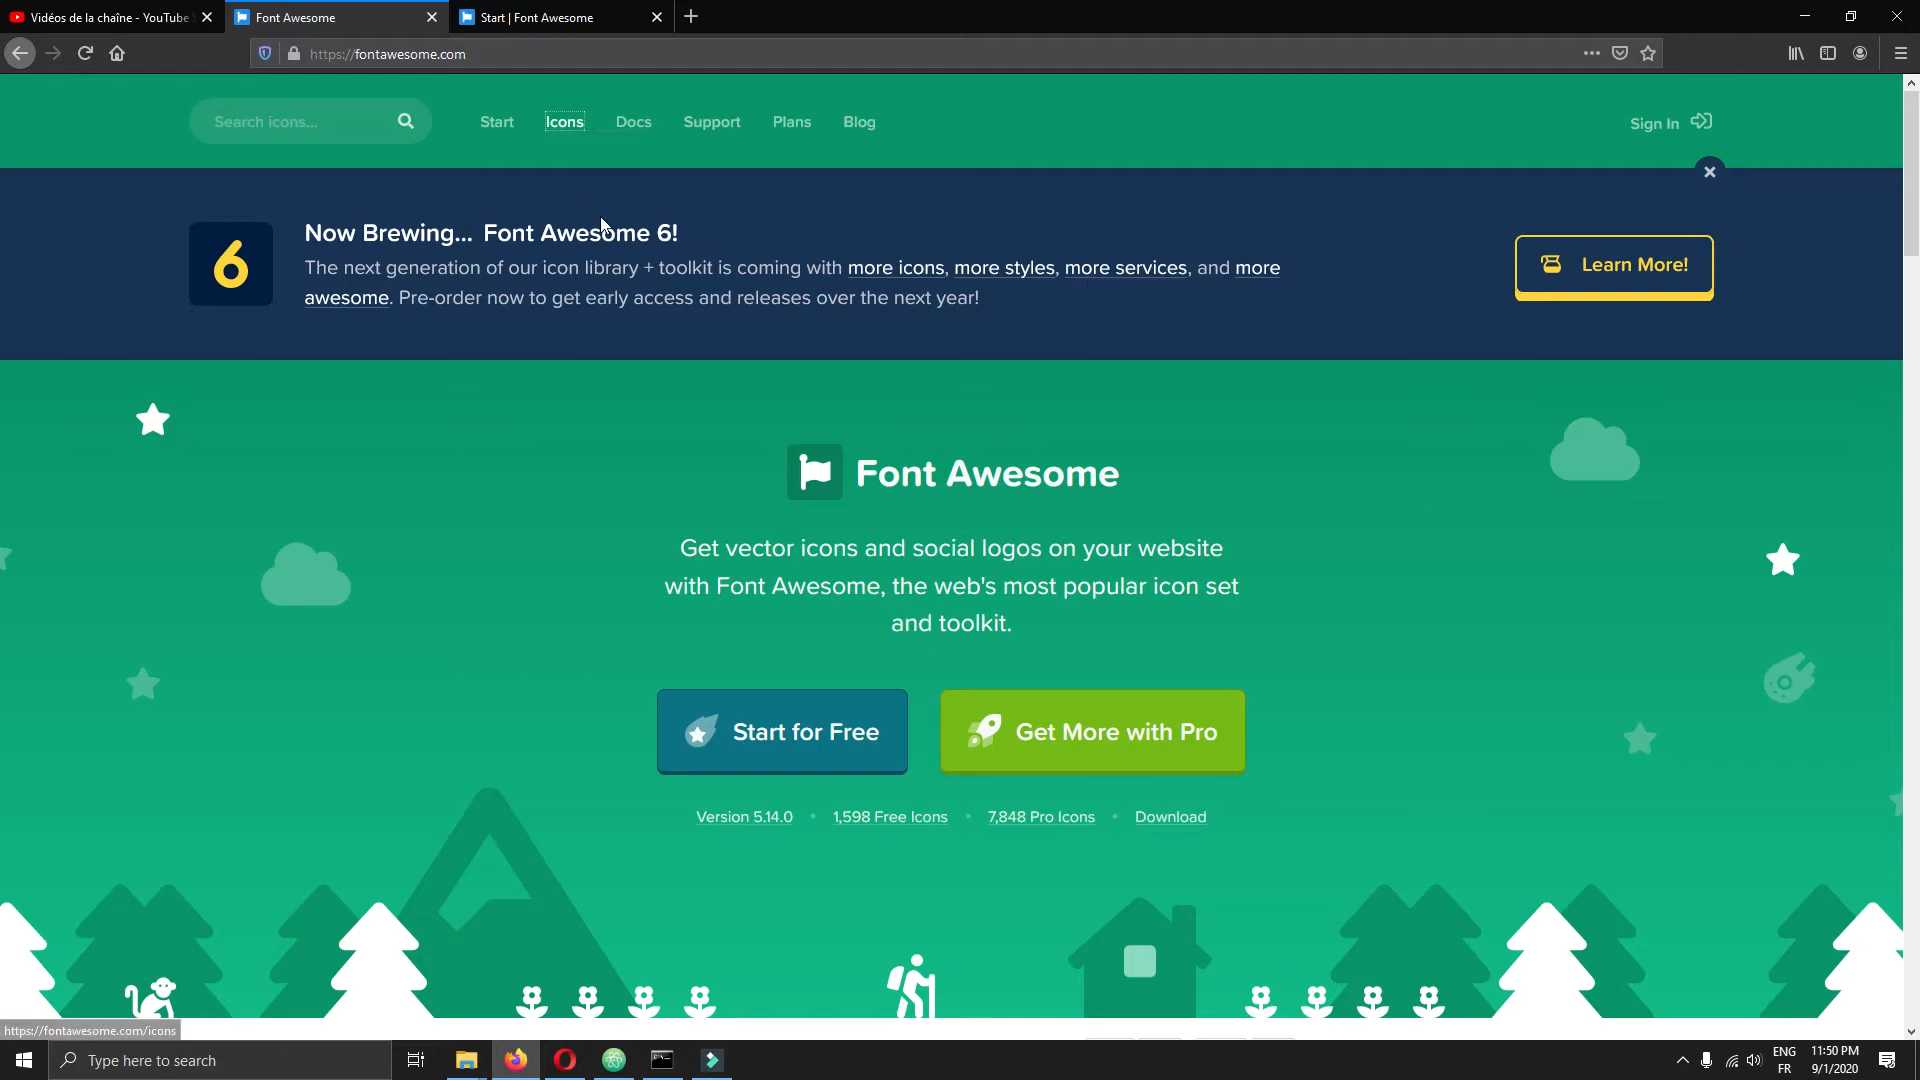 Vidéos de la chaîne - YouTube
Font Awesome
Start | Font Awesome
https://fontawesome.com
Search icons...
Start
Icons
Docs
Support
Plans
Blog
Sign In
6
Now Brewing... Font Awesome 6!
The next generation of our icon library + toolkit is coming with more icons, more styles, more services, and more
awesome. Pre-order now to get early access and releases over the next year!
Learn More!
Font Awesome
Get vector icons and social logos on your website
with Font Awesome, the web's most popular icon set
and toolkit.
Start for Free
Get More with Pro
Version 5.14.0 • 1,598 Free Icons • 7,848 Pro Icons • Download
https://fontawesome.com/icons
Type here to search
ENG
FR
11:50 PM
9/1/2020